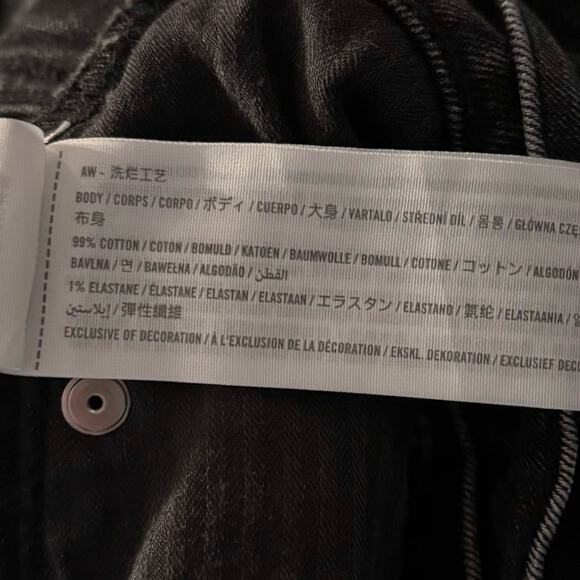 AW - 洗烂工艺
BODY / CORPS / CORPO / ボディ / CUERPO / 大身 / VARTALO / STŘEDNÍ DÍL / 몸통 / GŁÓWNA
布身
99% COTTON / COTON / BOMULD / KATOEN / BAUMWOLLE / BOMULL / COTONE / コットン / ALGODÓN
BAVLNA / 면 / BAWEŁNA / ALGODÃO / القطن
1% ELASTANE / ÉLASTANE / ELASTAN / ELASTAAN / エラスタン / ELASTANO / 氨纶 / ELASTAANIA /
إيلاستين / 彈性纖維
EXCLUSIVE OF DECORATION / À L'EXCLUSION DE LA DÉCORATION / EKSKL. DEKORATION / EXCLUSIEF